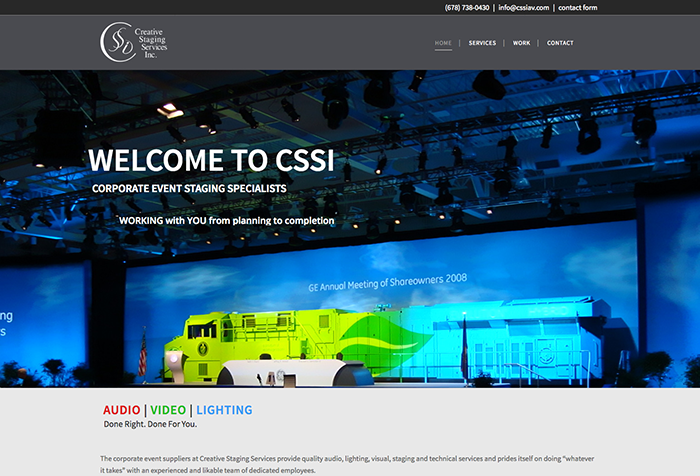 (678) 738-0430 | info@cssiav.com | contact form
Creative
Staging
Services
Inc.
HOME | SERVICES | WORK | CONTACT
WELCOME TO CSSI
CORPORATE EVENT STAGING SPECIALISTS
WORKING with YOU from planning to completion
GE Annual Meeting of Shareowners 2008
ng
rs
AUDIO | VIDEO | LIGHTING
Done Right. Done For You.
The corporate event suppliers at Creative Staging Services provide quality audio, lighting, visual, staging and technical services and prides itself on doing "whatever
it takes" with an experienced and likable team of dedicated employees.